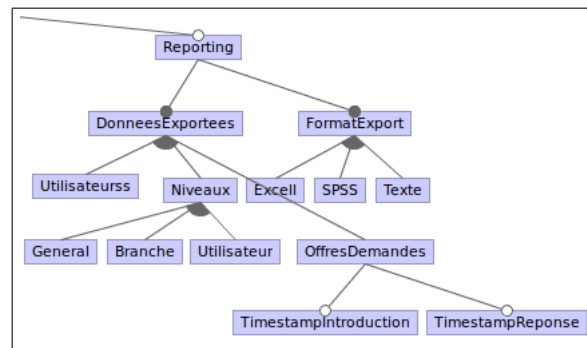 Reporting
DonneesExportees FormatExport
Utilisateurss Niveaux Excell SPSS Texte
General Branche Utilisateur OffresDemandes
TimestampIntroduction TimestampReponse